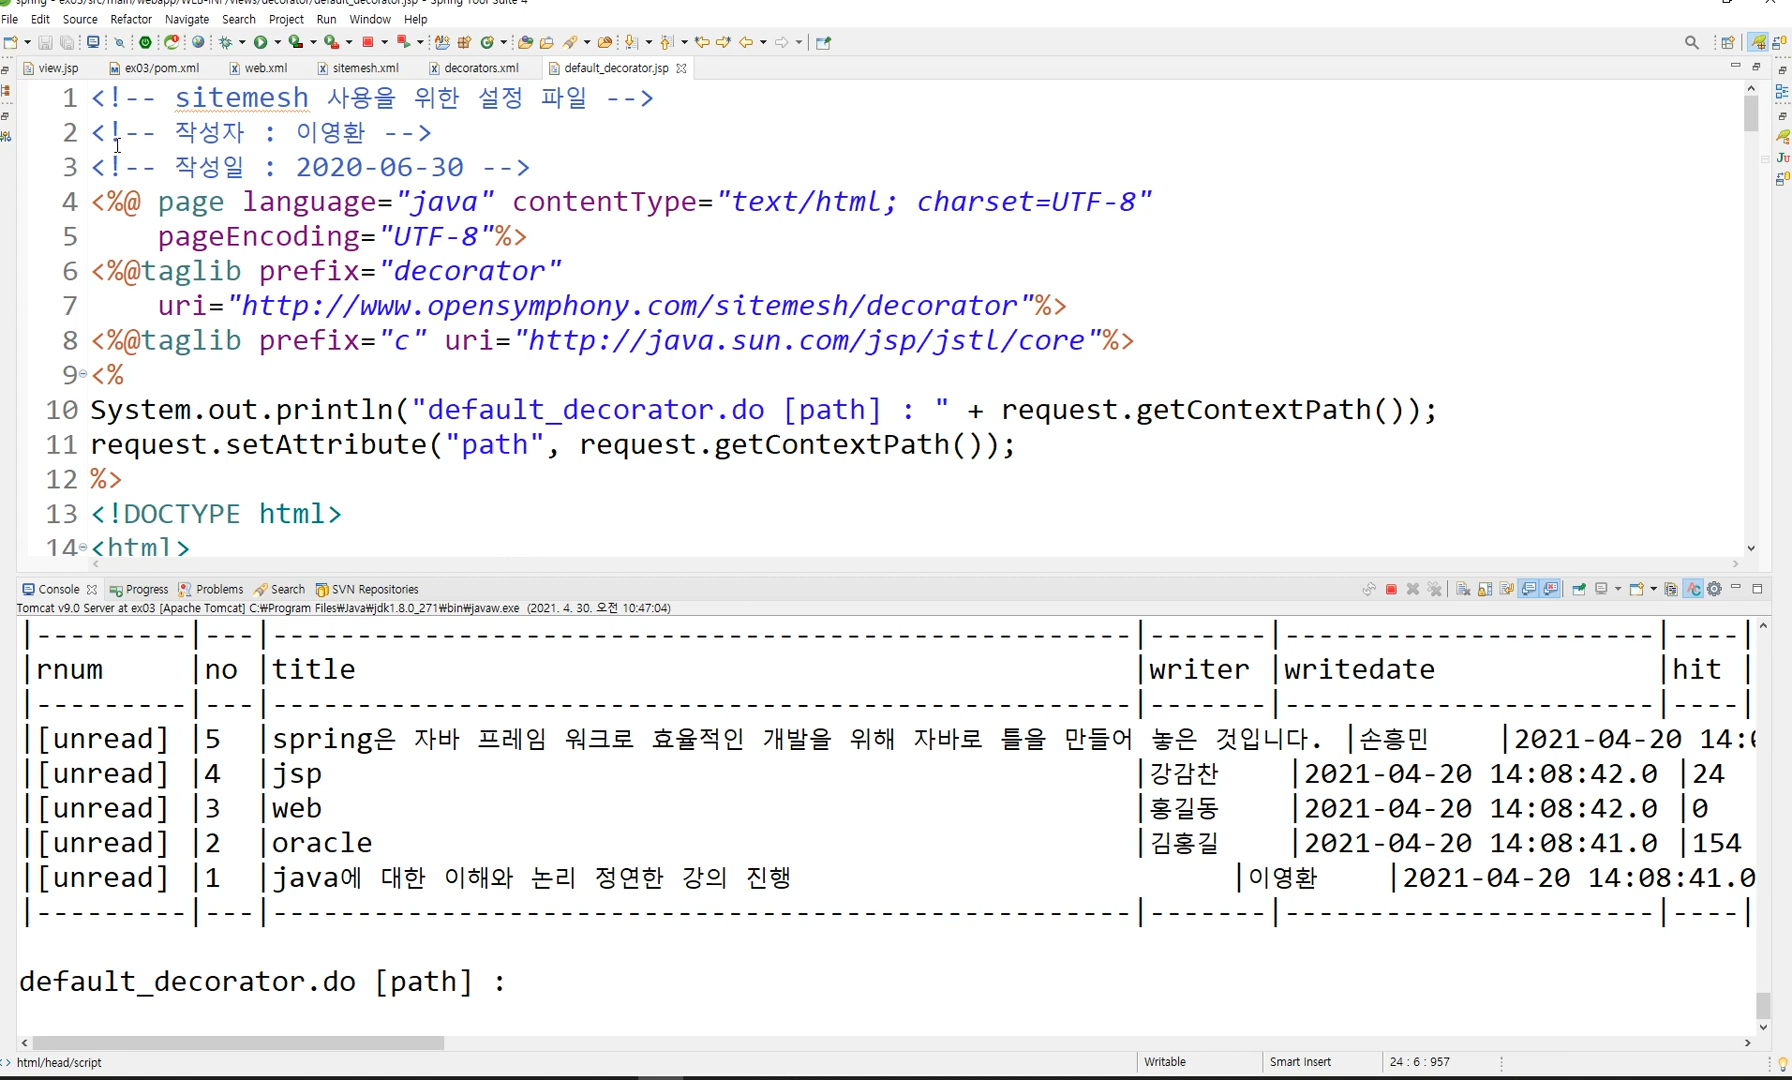 spring - ex03/src/main/webapp/WEB-INF/views/decorator/default_decorator.jsp - Spring Tool Suite 4
File Edit Source Refactor Navigate Search Project Run Window Help
view.jsp ex03/pom.xml web.xml sitemesh.xml decorators.xml default_decorator.jsp
1 <!-- sitemesh 사용을 위한 설정 파일 -->
2 <!-- 작성자 : 이영환 -->
3 <!-- 작성일 : 2020-06-30 -->
4 <%@ page language="java" contentType="text/html; charset=UTF-8"
5 pageEncoding="UTF-8"%>
6 <%@taglib prefix="decorator"
7 uri="http://www.opensymphony.com/sitemesh/decorator"%>
8 <%@taglib prefix="c" uri="http://java.sun.com/jsp/jstl/core"%>
9 <%
10 System.out.println("default_decorator.do [path] : " + request.getContextPath());
11 request.setAttribute("path", request.getContextPath());
12 %>
13 <!DOCTYPE html>
14 <html>
Console Progress Problems Search SVN Repositories
Tomcat v9.0 Server at ex03 [Apache Tomcat] C:₩Program Files₩Java₩jdk1.8.0_271₩bin₩javaw.exe (2021. 4. 30. 오전 10:47:04)
|---------|---|---------------------------------------------------|-------|----------------------|----|
|rnum |no |title |writer |writedate |hit |
|---------|---|---------------------------------------------------|-------|----------------------|----|
|[unread] |5 |spring은 자바 프레임 워크로 효율적인 개발을 위해 자바로 틀을 만들어 놓은 것입니다. |손흥민 |2021-04-20 14:0
|[unread] |4 |jsp |강감찬 |2021-04-20 14:08:42.0 |24
|[unread] |3 |web |홍길동 |2021-04-20 14:08:42.0 |0
|[unread] |2 |oracle |김홍길 |2021-04-20 14:08:41.0 |154
|[unread] |1 |java에 대한 이해와 논리 정연한 강의 진행 |이영환 |2021-04-20 14:08:41.0
|---------|---|---------------------------------------------------|-------|----------------------|----|
default_decorator.do [path] :
html/head/script Writable Smart Insert 24 : 6 : 957